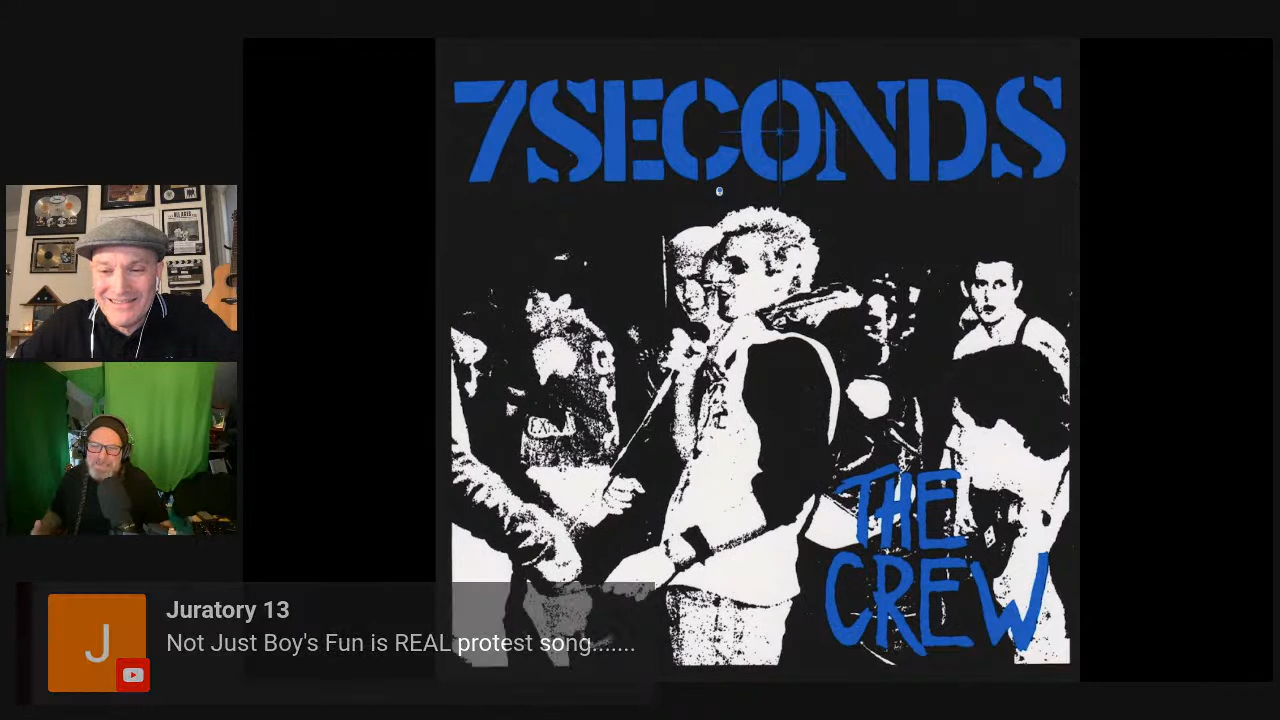 7SECONDS
THE
CREW
J
Juratory 13
Not Just Boy's Fun is REAL protest song.......